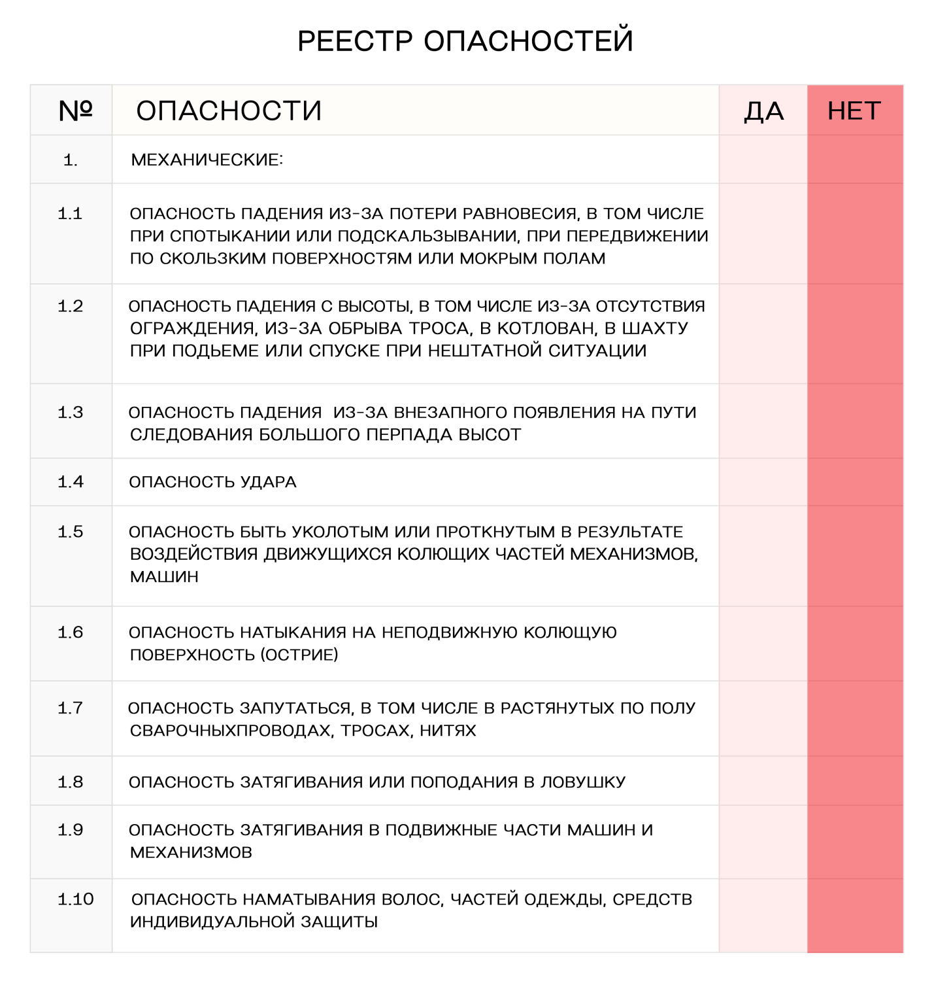 РЕЕСТР ОПАСНОСТЕЙ
№ ОПАСНОСТИ ДА НЕТ
1. МЕХАНИЧЕСКИЕ:
1.1 ОПАСНОСТЬ ПАДЕНИЯ ИЗ-ЗА ПОТЕРИ РАВНОВЕСИЯ, В ТОМ ЧИСЛЕ
ПРИ СПОТЫКАНИИ ИЛИ ПОДСКАЛЬЗЫВАНИИ, ПРИ ПЕРЕДВИЖЕНИИ
ПО СКОЛЬЗКИМ ПОВЕРХНОСТЯМ ИЛИ МОКРЫМ ПОЛАМ
1.2 ОПАСНОСТЬ ПАДЕНИЯ С ВЫСОТЫ, В ТОМ ЧИСЛЕ ИЗ-ЗА ОТСУТСТВИЯ
ОГРАЖДЕНИЯ, ИЗ-ЗА ОБРЫВА ТРОСА, В КОТЛОВАН, В ШАХТУ
ПРИ ПОДЬЕМЕ ИЛИ СПУСКЕ ПРИ НЕШТАТНОЙ СИТУАЦИИ
1.3 ОПАСНОСТЬ ПАДЕНИЯ ИЗ-ЗА ВНЕЗАПНОГО ПОЯВЛЕНИЯ НА ПУТИ
СЛЕДОВАНИЯ БОЛЬШОГО ПЕРПАДА ВЫСОТ
1.4 ОПАСНОСТЬ УДАРА
1.5 ОПАСНОСТЬ БЫТЬ УКОЛОТЫМ ИЛИ ПРОТКНУТЫМ В РЕЗУЛЬТАТЕ
ВОЗДЕЙСТВИЯ ДВИЖУЩИХСЯ КОЛЮЩИХ ЧАСТЕЙ МЕХАНИЗМОВ,
МАШИН
1.6 ОПАСНОСТЬ НАТЫКАНИЯ НА НЕПОДВИЖНУЮ КОЛЮЩУЮ
ПОВЕРХНОСТЬ (ОСТРИЕ)
1.7 ОПАСНОСТЬ ЗАПУТАТЬСЯ, В ТОМ ЧИСЛЕ В РАСТЯНУТЫХ ПО ПОЛУ
СВАРОЧНЫХПРОВОДАХ, ТРОСАХ, НИТЯХ
1.8 ОПАСНОСТЬ ЗАТЯГИВАНИЯ ИЛИ ПОПОДАНИЯ В ЛОВУШКУ
1.9 ОПАСНОСТЬ ЗАТЯГИВАНИЯ В ПОДВИЖНЫЕ ЧАСТИ МАШИН И
МЕХАНИЗМОВ
1.10 ОПАСНОСТЬ НАМАТЫВАНИЯ ВОЛОС, ЧАСТЕЙ ОДЕЖДЫ, СРЕДСТВ
ИНДИВИДУАЛЬНОЙ ЗАЩИТЫ